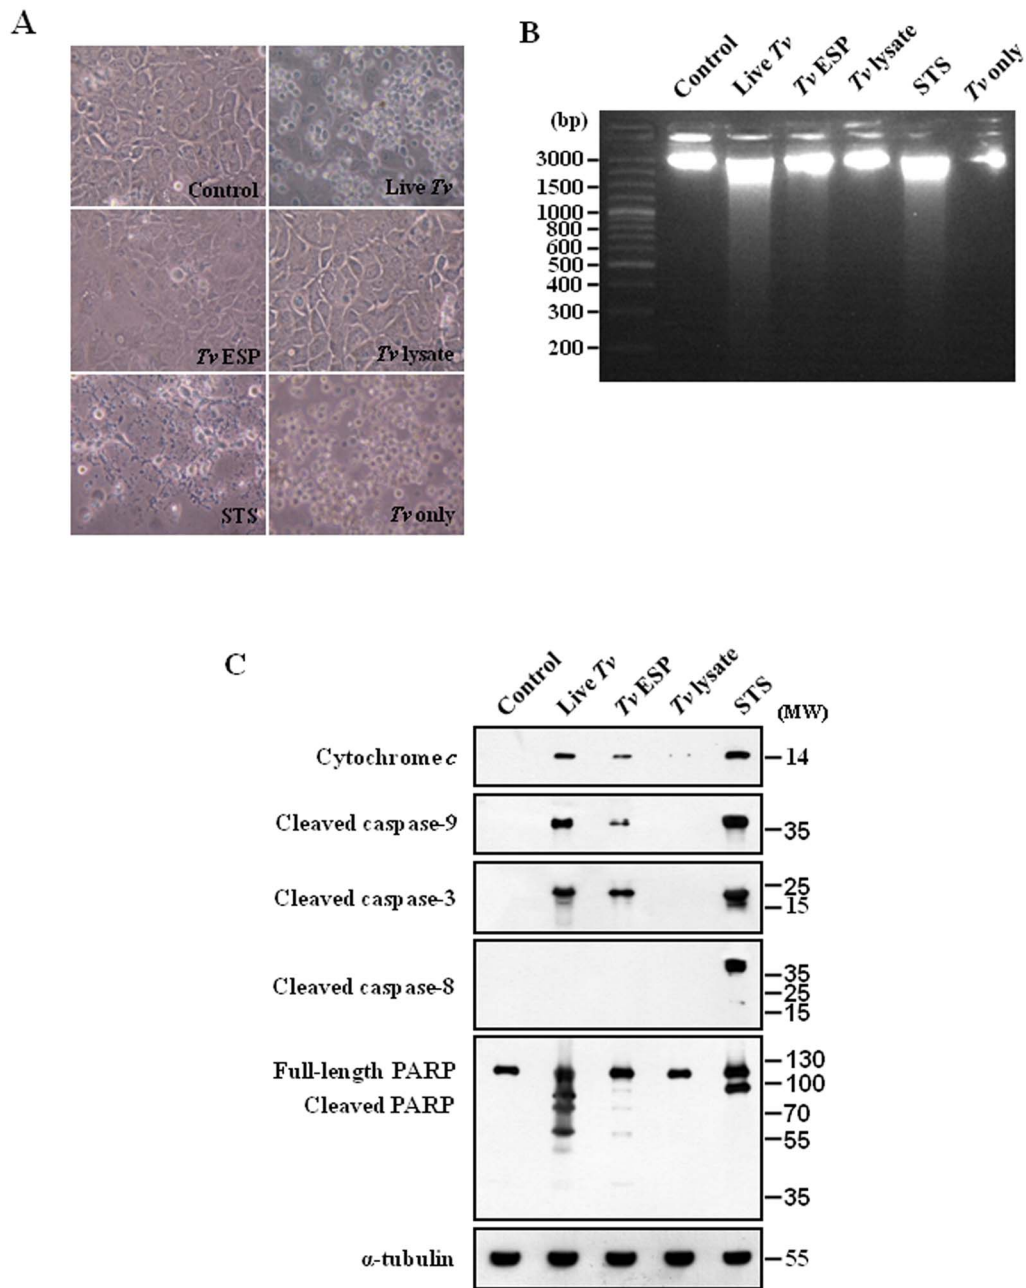 A
Control
Live Tv
Tv ESP
Tv lysate
STS
Tv only
B
Control
Live Tv
Tv ESP
Tv lysate
STS
Tv only
(bp)
3000
1500
1000
800
600
500
400
300
200
C
Control
Live Tv
Tv ESP
Tv lysate
STS
(MW)
Cytochrome c
14
Cleaved caspase-9
35
Cleaved caspase-3
25
15
Cleaved caspase-8
35
25
15
Full-length PARP
Cleaved PARP
130
100
70
55
35
α-tubulin
55